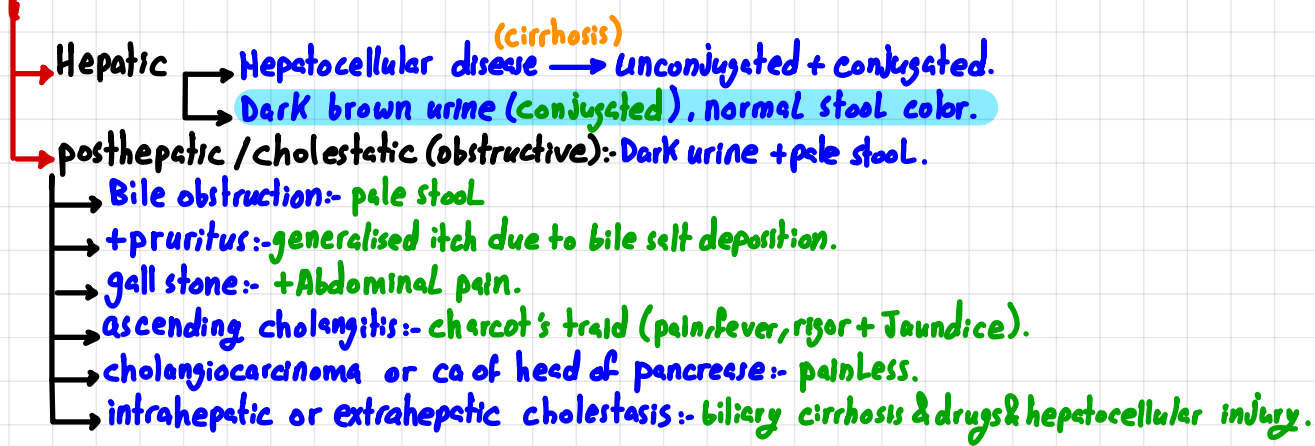 (cirrhosis)
Hepatic Hepatocellular disease → unconjugated + conjugated.
Dark brown urine (conjugated), normal stool color.
posthepatic /cholestatic (obstructive):- Dark urine + pale stool.
Bile obstruction:- pale stool
+pruritus:- generalised itch due to bile salt deposition.
gall stone:- +Abdominal pain.
ascending cholangitis:- charcot's traid (pain, fever, rigor + Jaundice).
cholangiocarcinoma or ca of head of pancrease:- painless.
intrahepatic or extrahepatic cholestasis:- biliary cirrhosis & drugs & hepatocellular injury.